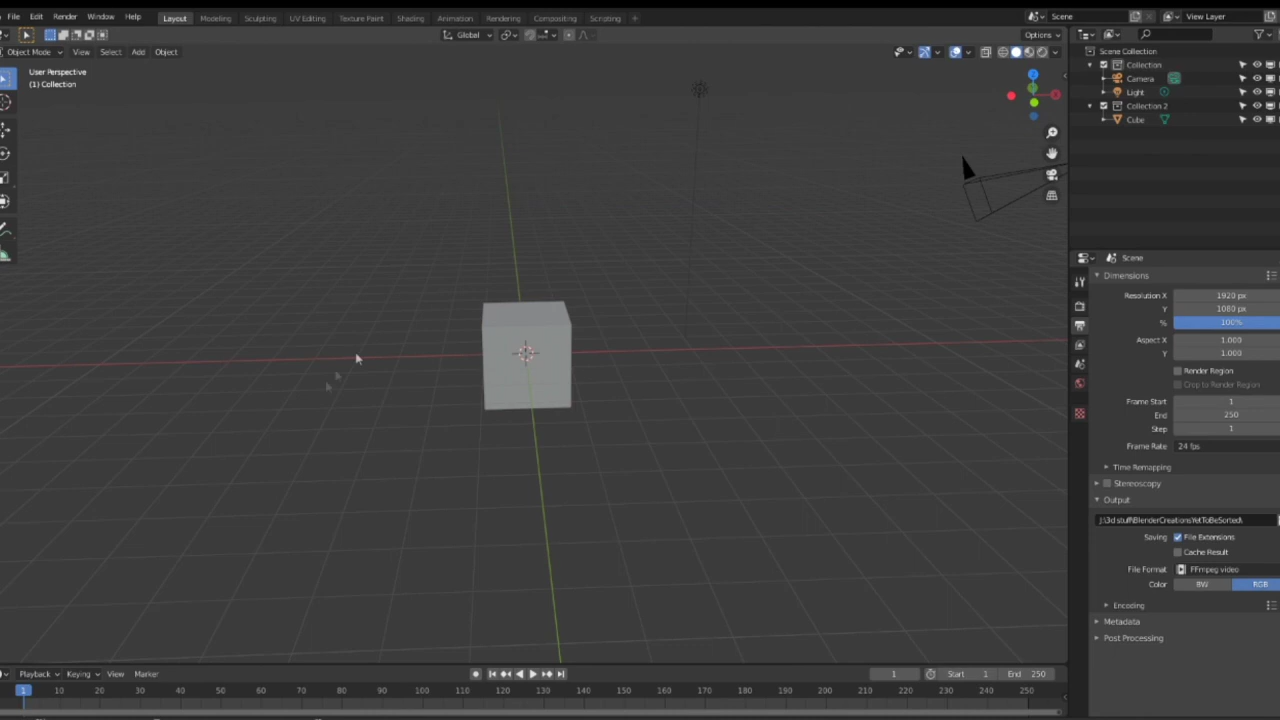 File Edit Render Window Help Layout Modeling Sculpting UV Editing Texture Paint Shading Animation Rendering Compositing Scripting + Scene View Layer
Global Options
Object Mode View Select Add Object
User Perspective
(1) Collection
Scene Collection
Collection
Camera
Light
Collection 2
Cube
Scene
Dimensions
Resolution X 1920 px
Y 1080 px
% 100%
Aspect X 1.000
Y 1.000
Render Region
Crop to Render Region
Frame Start 1
End 250
Step 1
Frame Rate 24 fps
Time Remapping
Stereoscopy
Output
J:\3d stuff\BlenderCreationsYetToBeSorted\
Saving File Extensions
Cache Result
File Format FFmpeg video
Color BW RGB
Encoding
Metadata
Post Processing
Playback Keying View Marker 1 Start 1 End 250
1 10 20 30 40 50 60 70 80 90 100 110 120 130 140 150 160 170 180 190 200 210 220 230 240 250